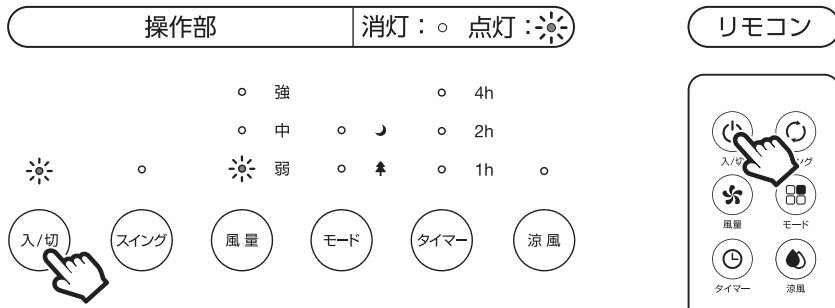 操作部 消灯：○ 点灯：
リモコン
強 4h
中 2h
弱 1h
入/切 スイング 風量 モード タイマー 涼風
入/切
風量 モード
タイマー 涼風